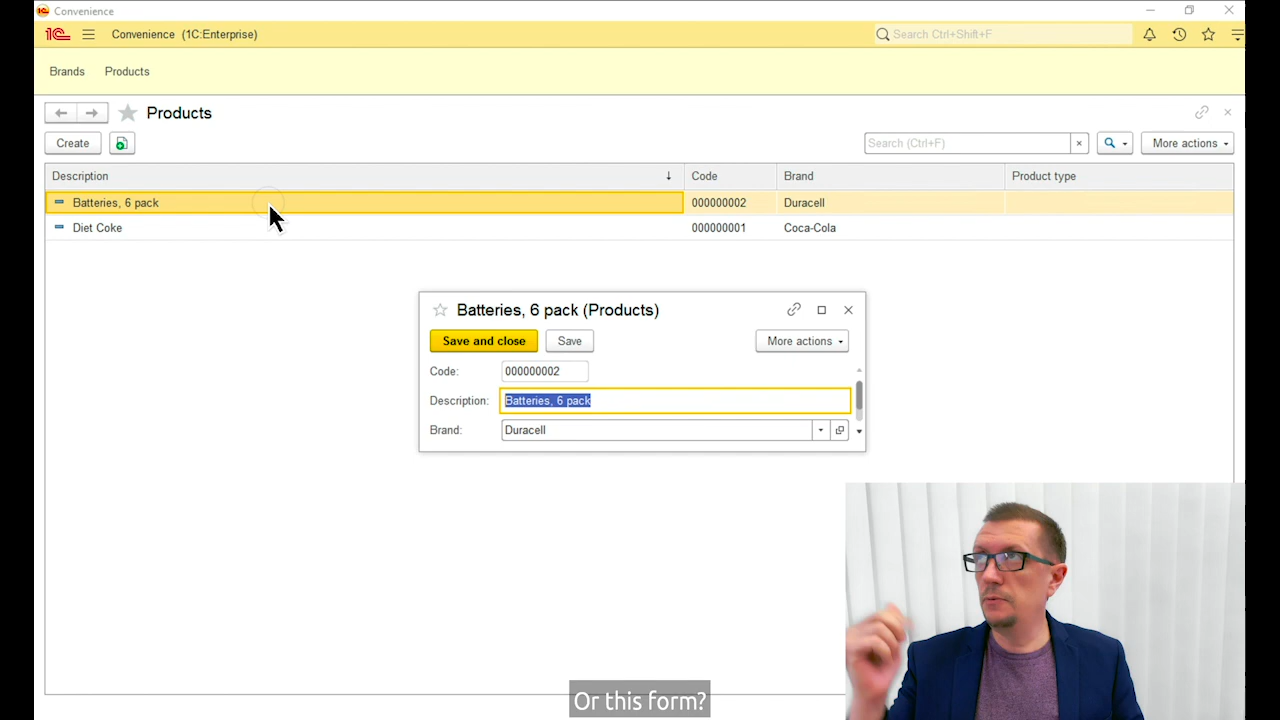 Convenience
Convenience (1C:Enterprise)
Search Ctrl+Shift+F
Brands
Products
Products
Create
Search (Ctrl+F)
More actions
Description
Code
Brand
Product type
Batteries, 6 pack
000000002
Duracell
Diet Coke
000000001
Coca-Cola
Batteries, 6 pack (Products)
Save and close
Save
More actions
Code:
000000002
Description:
Batteries, 6 pack
Brand:
Duracell
Or this form?